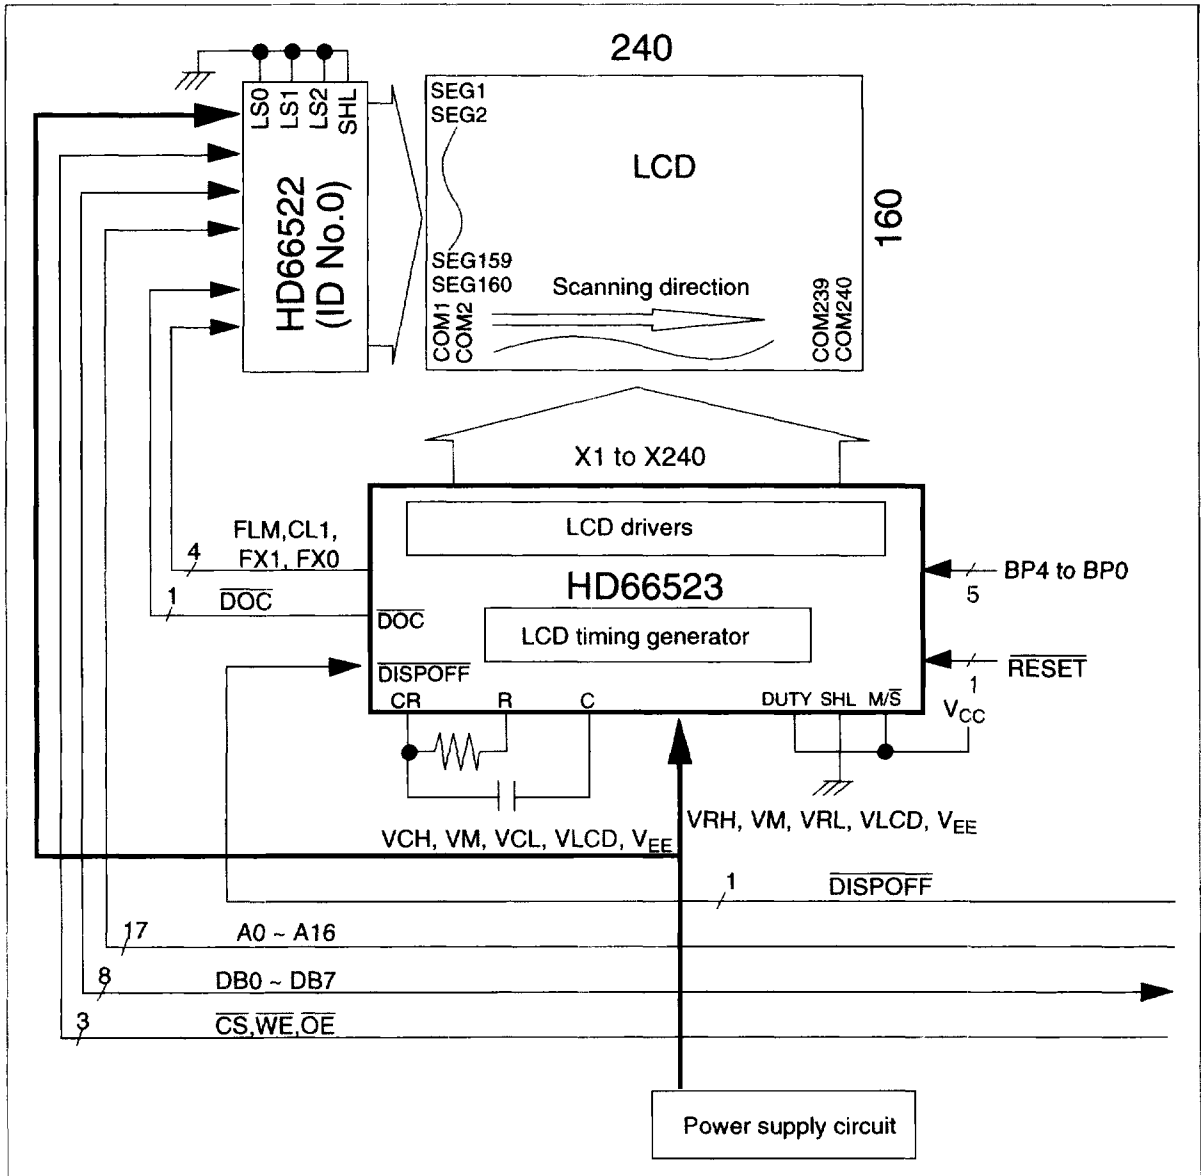 240
LS0
LS1
LS2
SHL
HD66522
(ID No.0)
SEG1
SEG2
LCD
160
SEG159
SEG160
COM1
COM2
Scanning direction
COM239
COM240
X1 to X240
LCD drivers
FLM,CL1,
FX1, FX0
4
HD66523
BP4 to BP0
5
1
DOC
DOC
LCD timing generator
DISPOFF
RESET
1
CR
R
C
DUTY
SHL
M/S
VCC
VCH, VM, VCL, VLCD, VEE
VRH, VM, VRL, VLCD, VEE
1
DISPOFF
17
A0 ~ A16
8
DB0 ~ DB7
3
CS,WE,OE
Power supply circuit